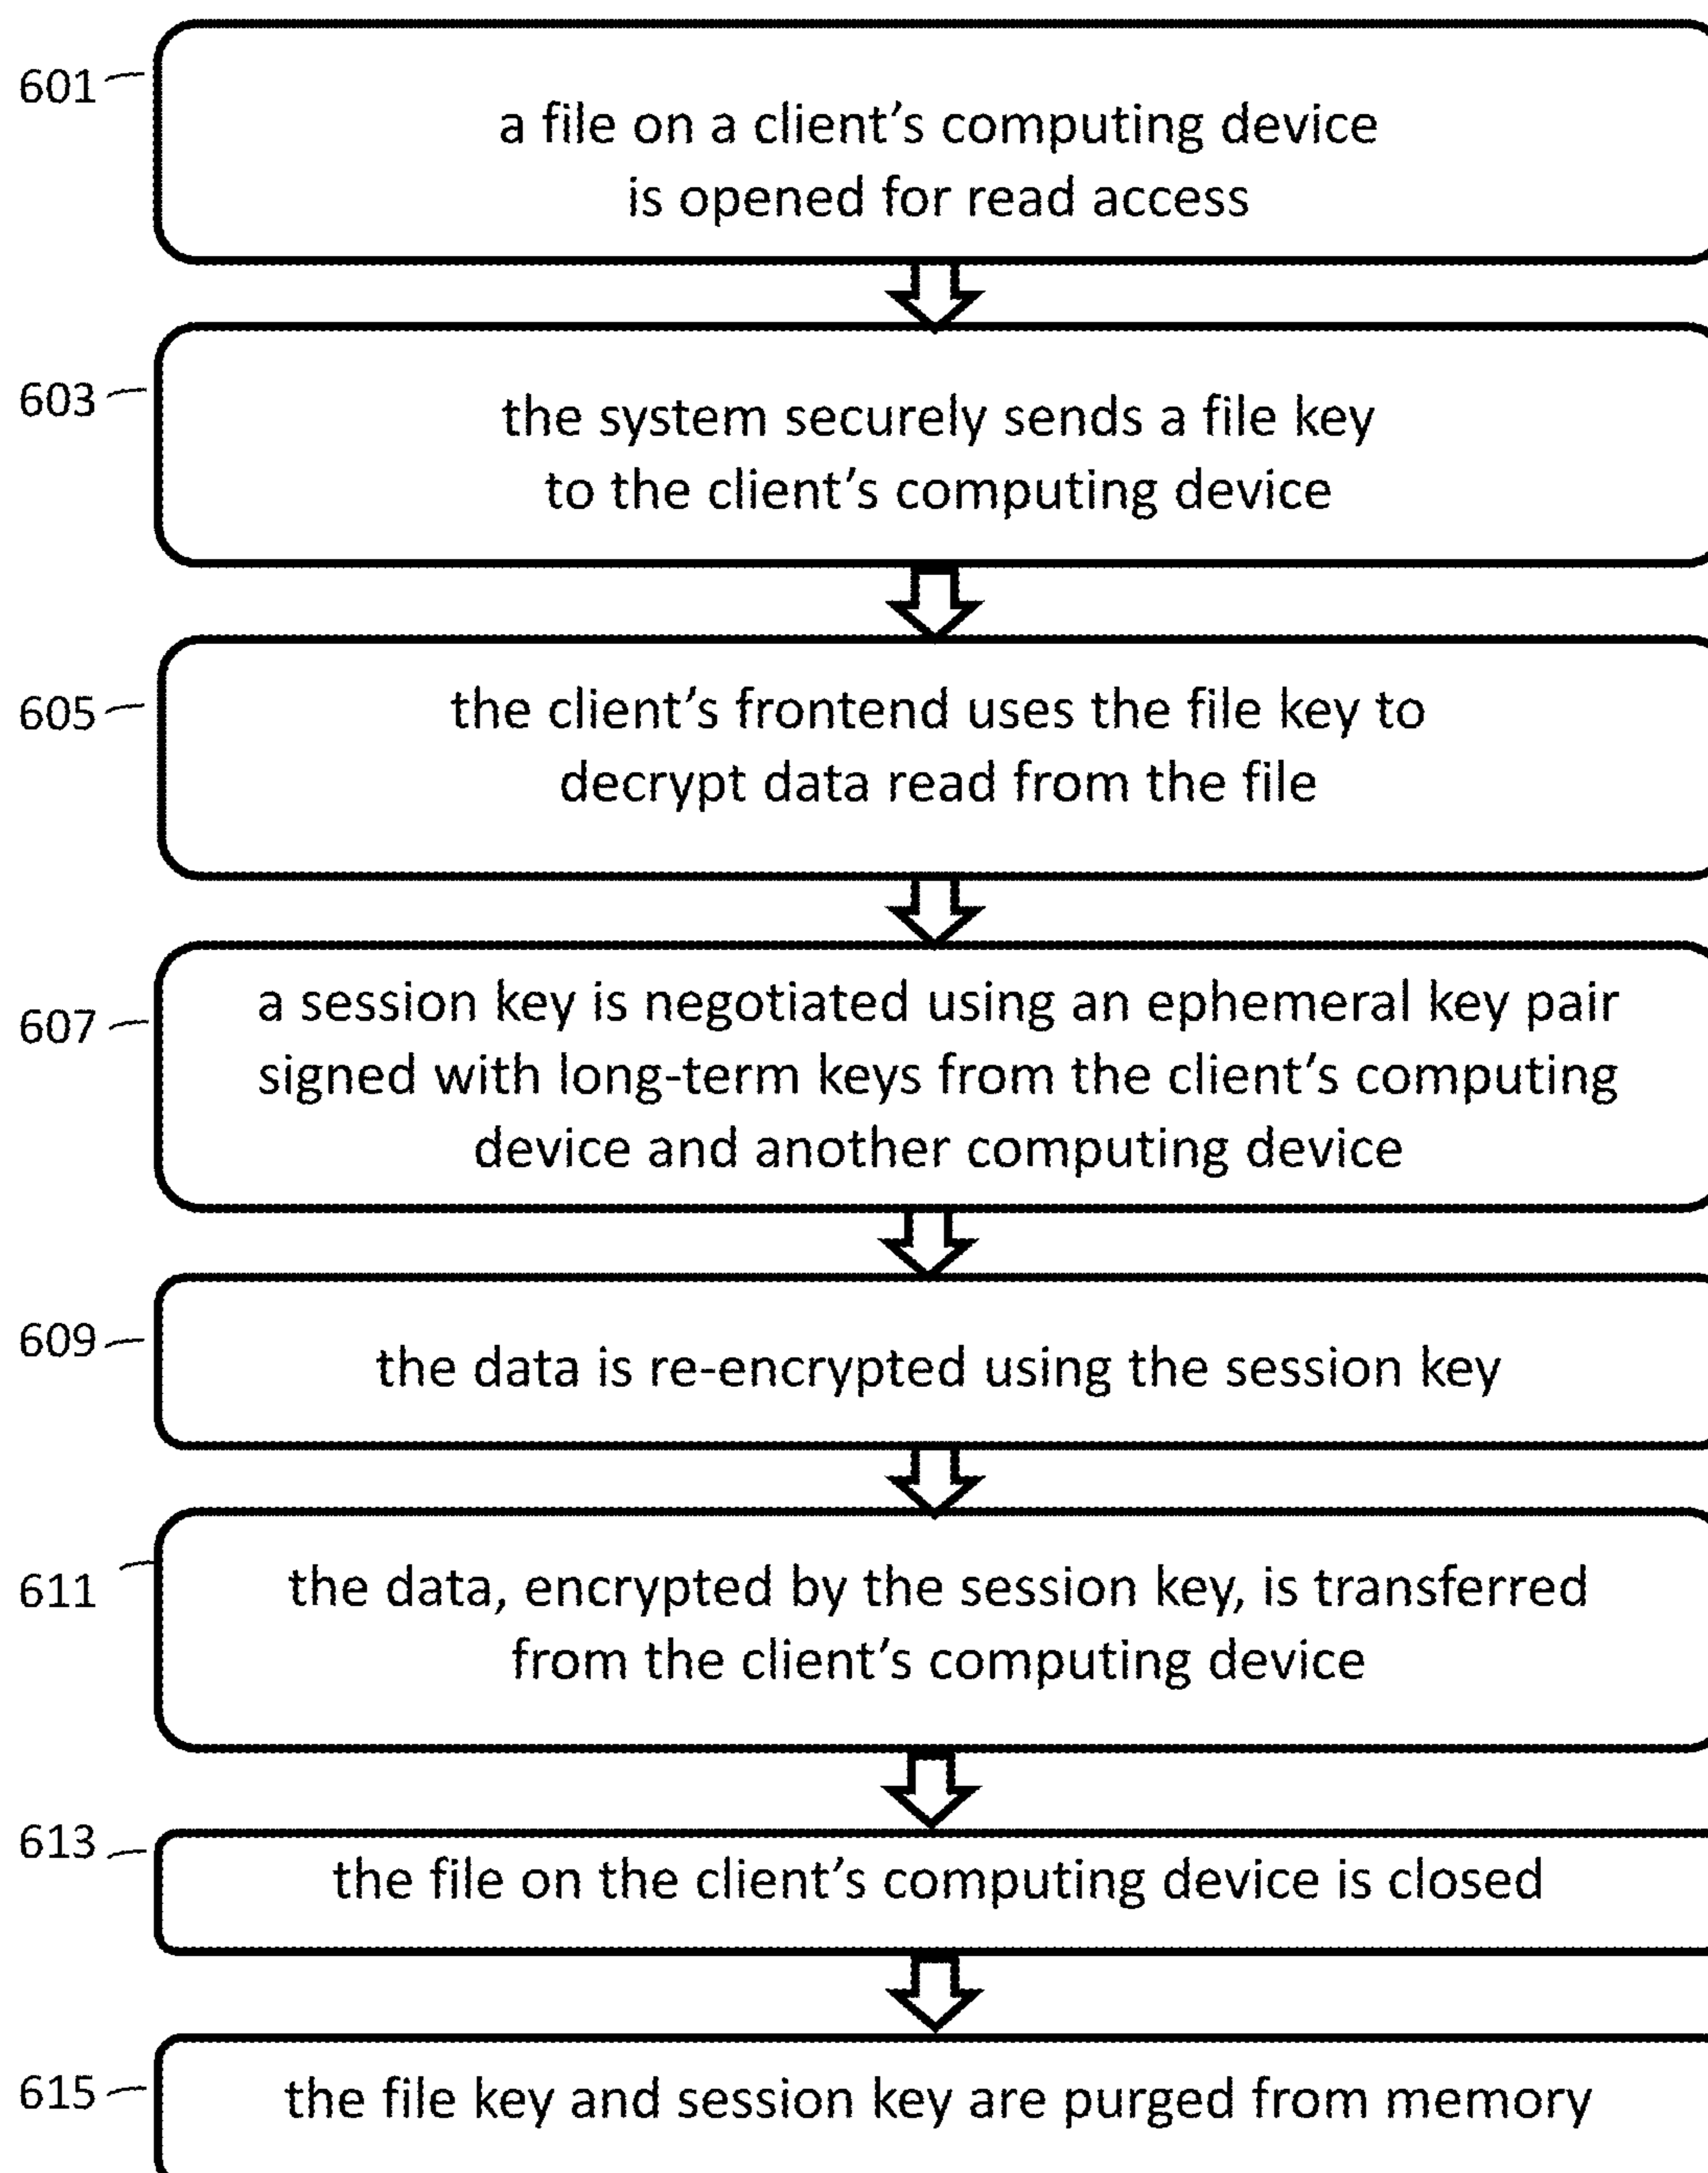 601
a file on a client's computing device
is opened for read access
603
the system securely sends a file key
to the client's computing device
605
the client's frontend uses the file key to
decrypt data read from the file
607
a session key is negotiated using an ephemeral key pair
signed with long-term keys from the client's computing
device and another computing device
609
the data is re-encrypted using the session key
611
the data, encrypted by the session key, is transferred
from the client's computing device
613
the file on the client's computing device is closed
615
the file key and session key are purged from memory